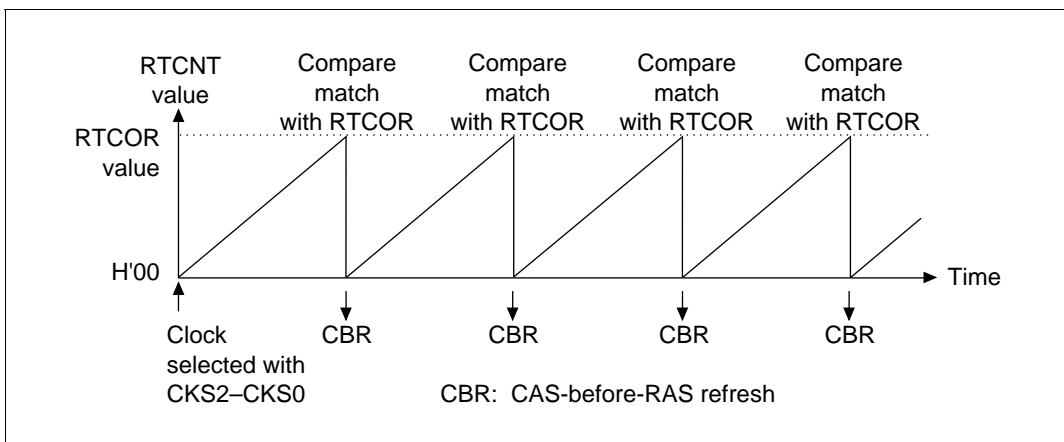 RTCNT
value
Compare
match
with RTCOR
Compare
match
with RTCOR
Compare
match
with RTCOR
Compare
match
with RTCOR
RTCOR
value
H'00
Time
Clock
selected with
CKS2–CKS0
CBR
CBR
CBR
CBR
CBR: CAS-before-RAS refresh